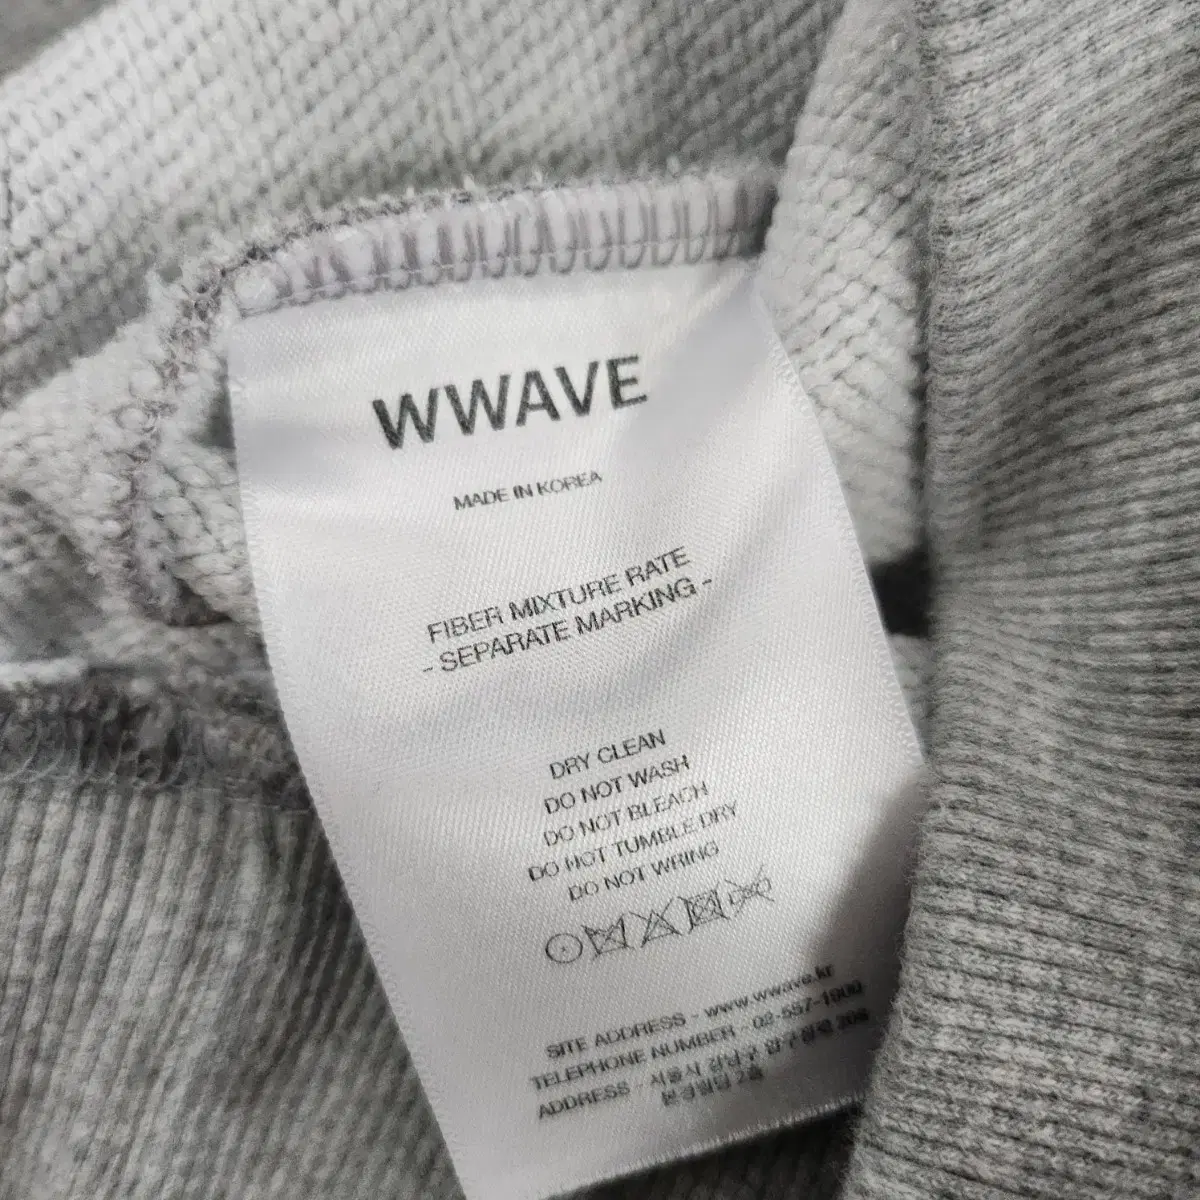 WWAVE
MADE IN KOREA
FIBER MIXTURE RATE
- SEPARATE MARKING -
DRY CLEAN
DO NOT WASH
DO NOT BLEACH
DO NOT TUMBLE DRY
DO NOT WRING
SITE ADDRESS - www.wwave.kr
TELEPHONE NUMBER - 02-557-1900
ADDRESS - 서울시 강남구